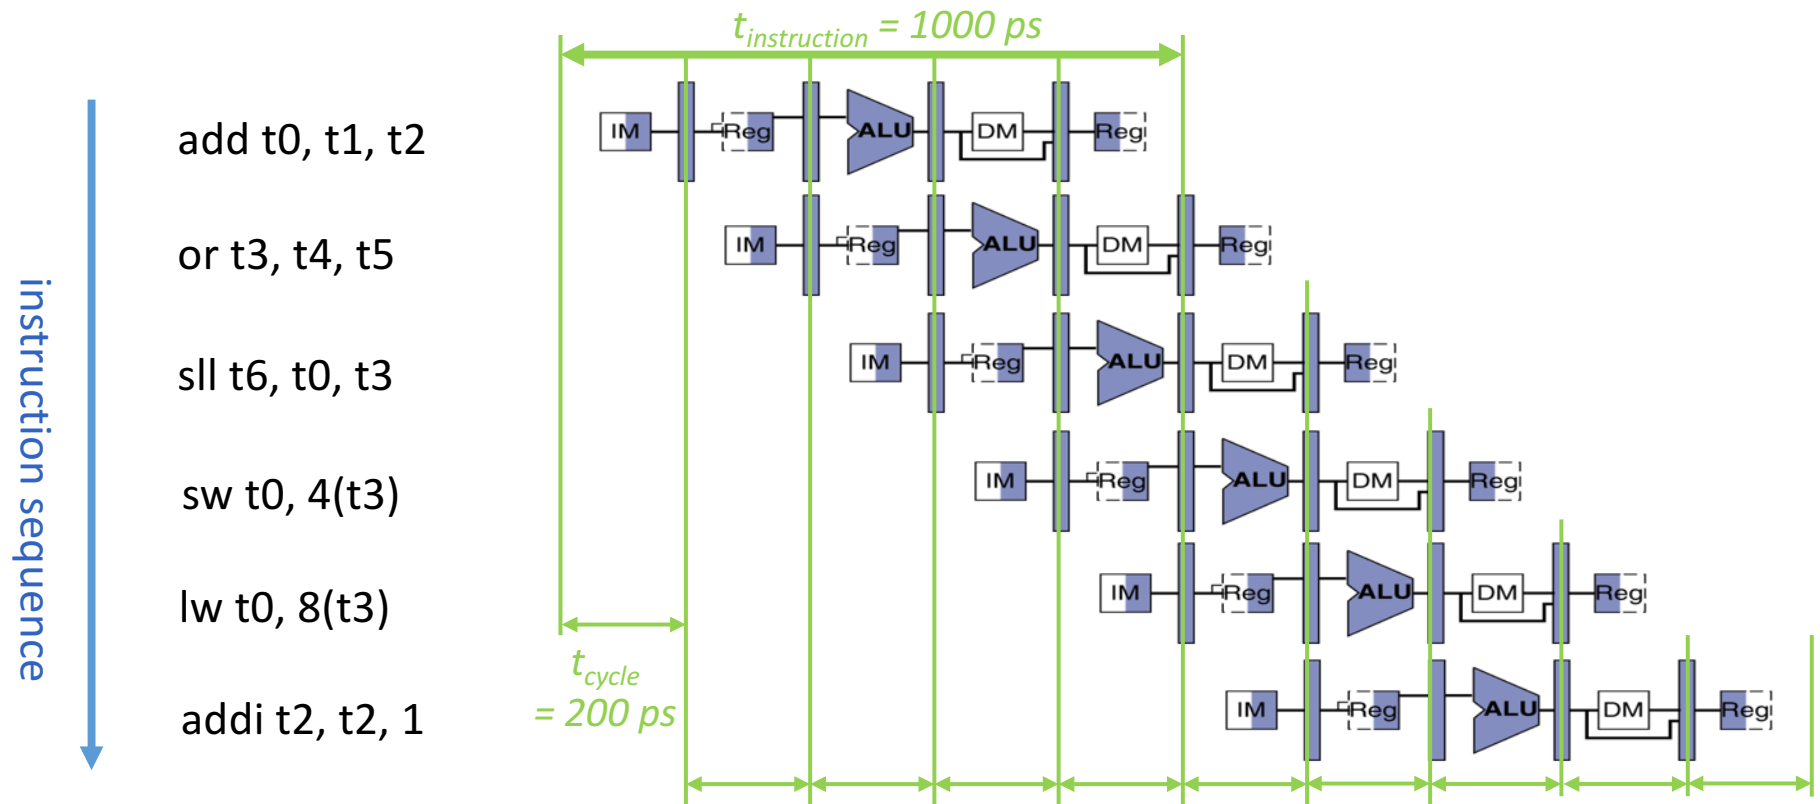 t_instruction = 1000 ps
add t0, t1, t2
IM Reg ALU DM Reg
or t3, t4, t5
IM Reg ALU DM Reg
sll t6, t0, t3
IM Reg ALU DM Reg
sw t0, 4(t3)
IM Reg ALU DM Reg
lw t0, 8(t3)
IM Reg ALU DM Reg
addi t2, t2, 1
IM Reg ALU DM Reg
instruction sequence
t_cycle
= 200 ps